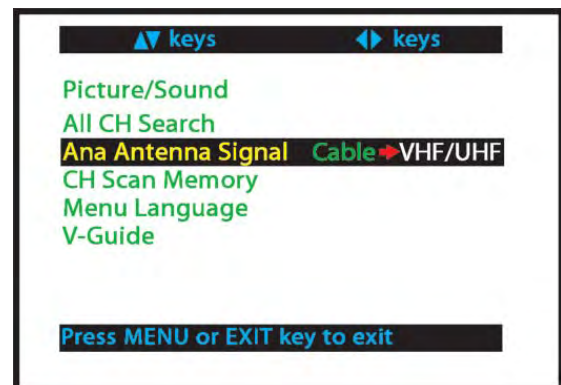 ▲▼ keys ◀▶ keys
Picture/Sound
All CH Search
Ana Antenna Signal Cable➡VHF/UHF
CH Scan Memory
Menu Language
V-Guide
Press MENU or EXIT key to exit